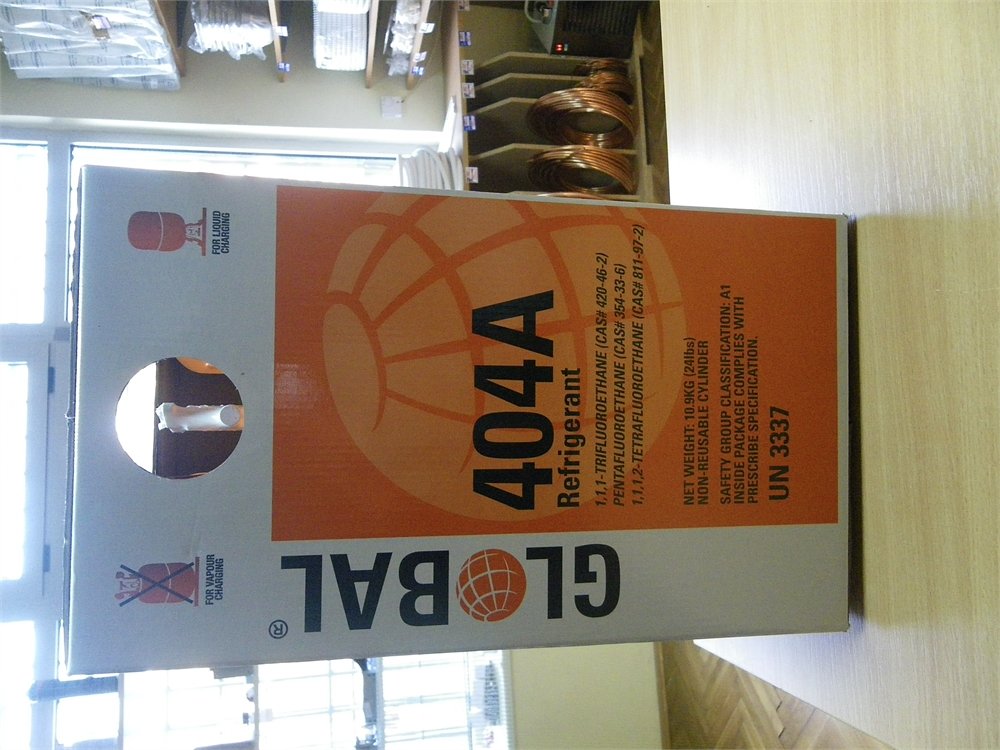 FOR VAPOUR
CHARGING
FOR LIQUID
CHARGING
GLOBAL®
404A
Refrigerant
1,1,1-TRIFLUOROETHANE (CAS# 420-46-2)
PENTAFLUOROETHANE (CAS# 354-33-6)
1,1,1,2-TETRAFLUOROETHANE (CAS# 811-97-2)
NET WEIGHT: 10.9KG (24lbs)
NON-REUSABLE CYLINDER
SAFETY GROUP CLASSIFICATION: A1
INSIDE PACKAGE COMPLIES WITH
PRESCRIBE SPECIFICATION.
UN 3337